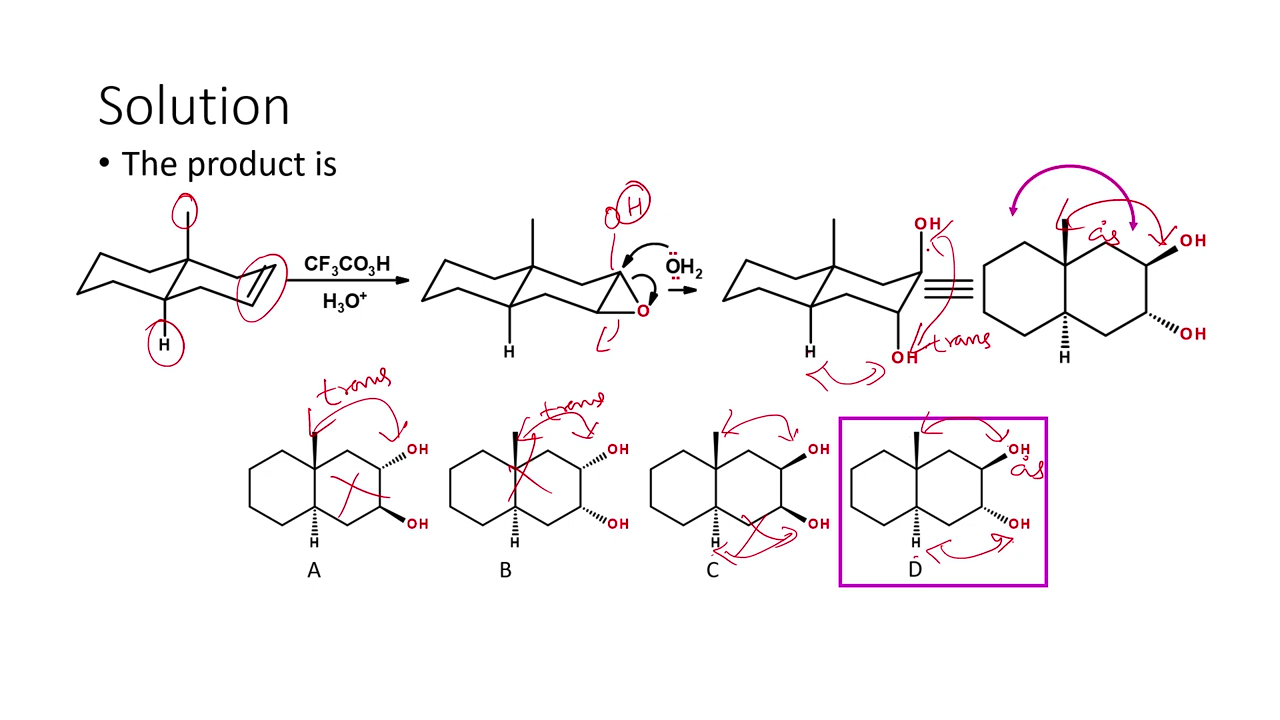 Solution
• The product is
OH
CF₃CO₃H
H₃O⁺
H
O
H
ÖH₂
OH
H
OH
trans
cis
OH
OH
H
trans
OH
OH
H
A
trans
OH
OH
H
B
OH
OH
H
C
OH
cis
OH
H
D